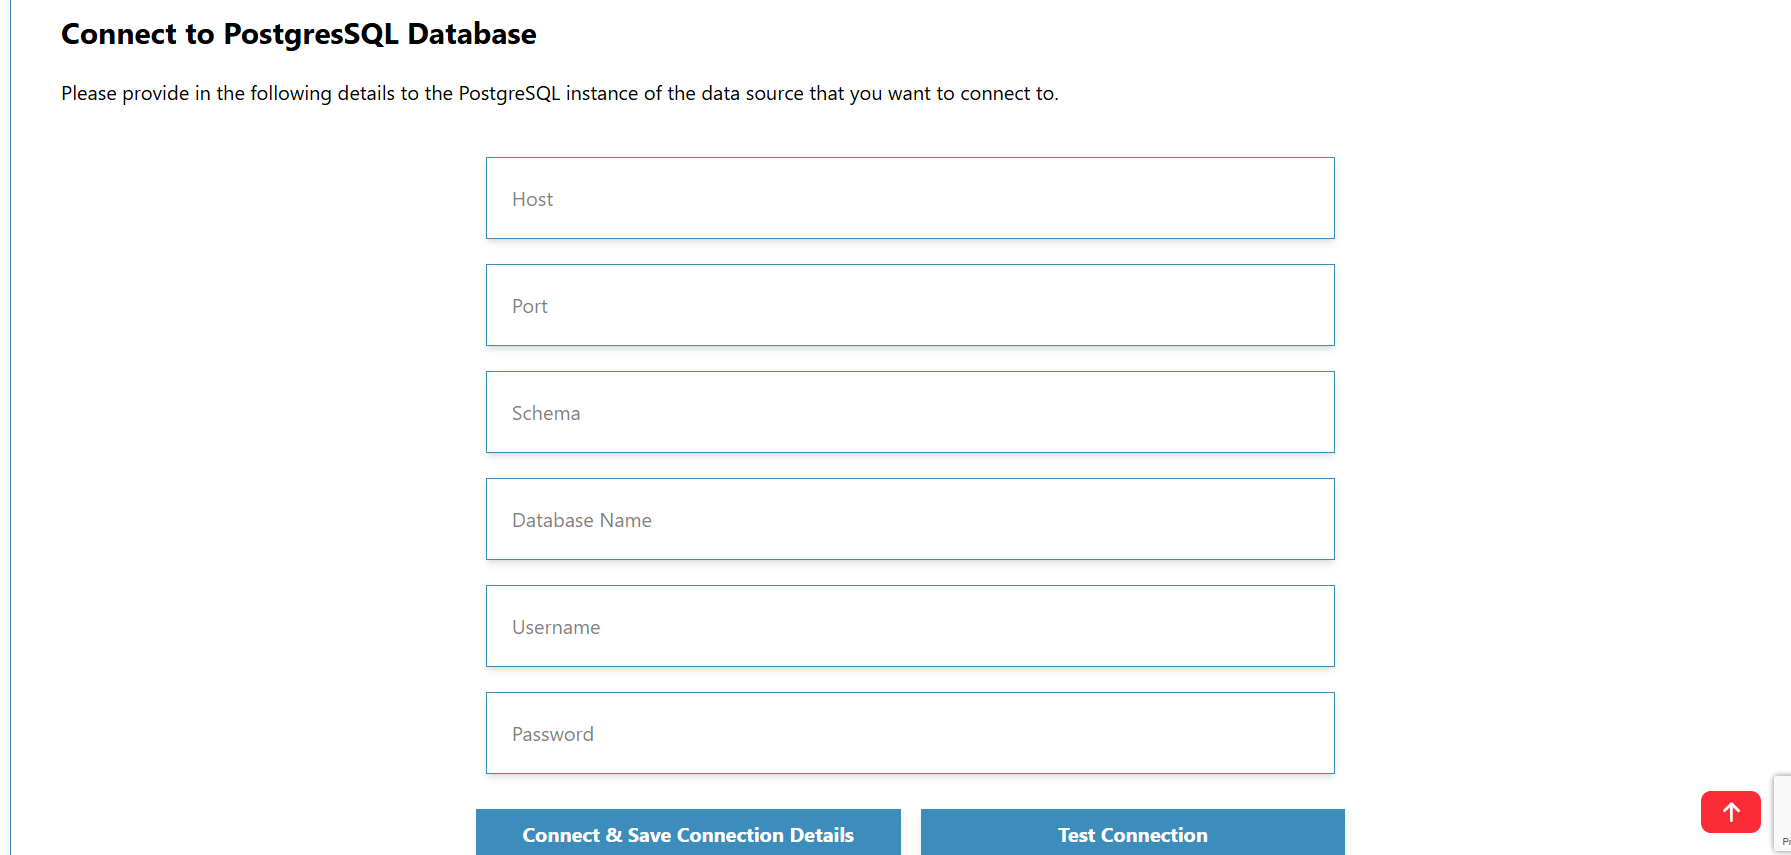 Connect to PostgresSQL Database
Please provide in the following details to the PostgreSQL instance of the data source that you want to connect to.
Host
Port
Schema
Database Name
Username
Password
Connect & Save Connection Details
Test Connection